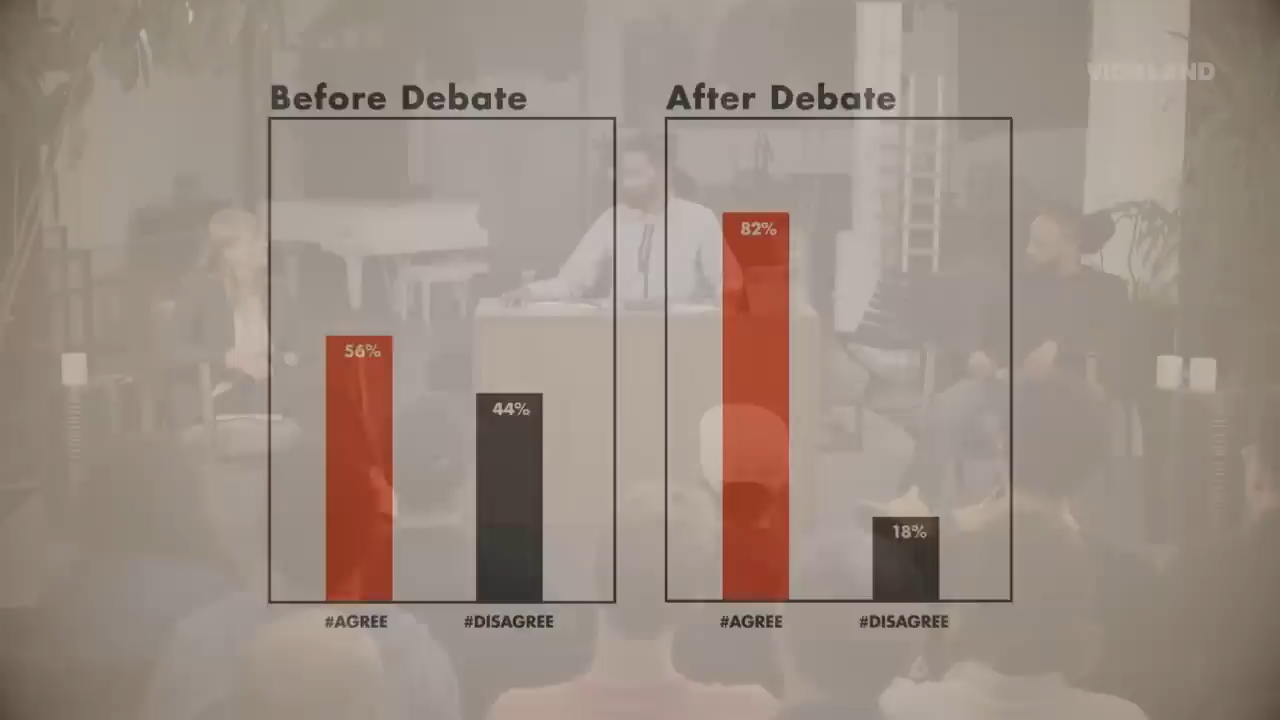 VICELAND
Before Debate
After Debate
82%
56%
44%
18%
#AGREE
#DISAGREE
#AGREE
#DISAGREE